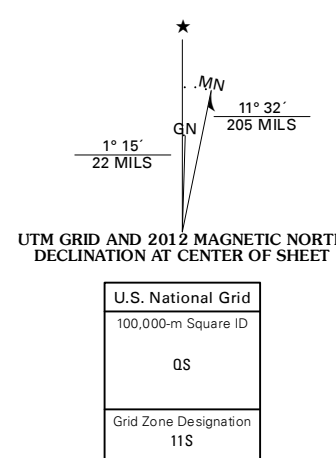 ★
MN
GN
11° 32´
205 MILS
1° 15´
22 MILS
UTM GRID AND 2012 MAGNETIC NORT
DECLINATION AT CENTER OF SHEET
U.S. National Grid
100,000-m Square ID
QS
Grid Zone Designation
11S